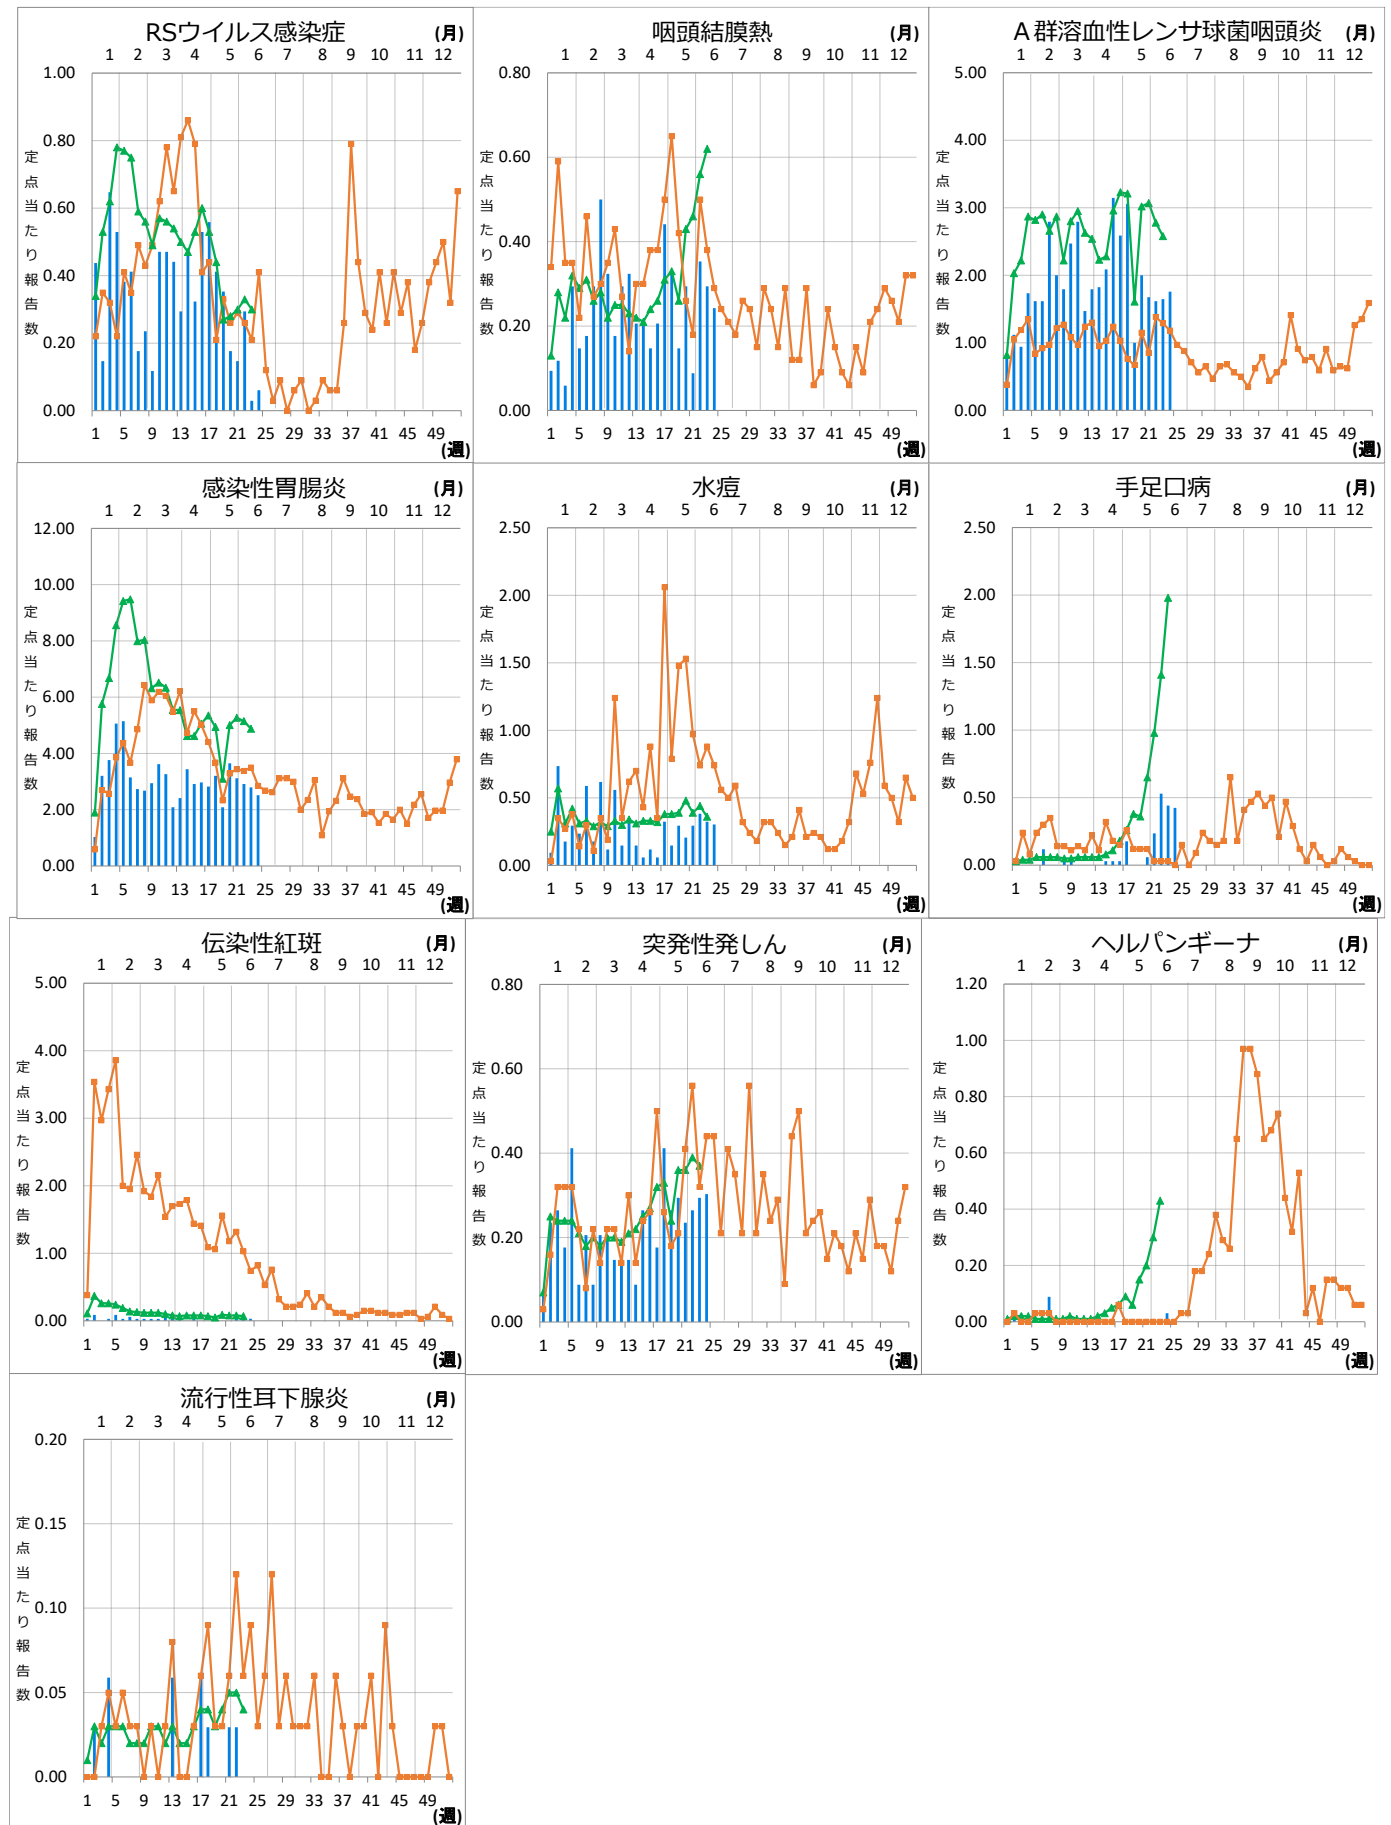 RSウイルス感染症
(月)
1 2 3 4 5 6 7 8 9 10 11 12
1.00
0.80
0.60
0.40
0.20
0.00
定点当たり報告数
1 5 9 13 17 21 25 29 33 37 41 45 49
(週)
咽頭結膜熱
(月)
1 2 3 4 5 6 7 8 9 10 11 12
0.80
0.60
0.40
0.20
0.00
定点当たり報告数
1 5 9 13 17 21 25 29 33 37 41 45 49
(週)
A群溶血性レンサ球菌咽頭炎
(月)
1 2 3 4 5 6 7 8 9 10 11 12
5.00
4.00
3.00
2.00
1.00
0.00
定点当たり報告数
1 5 9 13 17 21 25 29 33 37 41 45 49
(週)
感染性胃腸炎
(月)
1 2 3 4 5 6 7 8 9 10 11 12
12.00
10.00
8.00
6.00
4.00
2.00
0.00
定点当たり報告数
1 5 9 13 17 21 25 29 33 37 41 45 49
(週)
水痘
(月)
1 2 3 4 5 6 7 8 9 10 11 12
2.50
2.00
1.50
1.00
0.50
0.00
定点当たり報告数
1 5 9 13 17 21 25 29 33 37 41 45 49
(週)
手足口病
(月)
1 2 3 4 5 6 7 8 9 10 11 12
2.50
2.00
1.50
1.00
0.50
0.00
定点当たり報告数
1 5 9 13 17 21 25 29 33 37 41 45 49
(週)
伝染性紅斑
(月)
1 2 3 4 5 6 7 8 9 10 11 12
5.00
4.00
3.00
2.00
1.00
0.00
定点当たり報告数
1 5 9 13 17 21 25 29 33 37 41 45 49
(週)
突発性発しん
(月)
1 2 3 4 5 6 7 8 9 10 11 12
0.80
0.60
0.40
0.20
0.00
定点当たり報告数
1 5 9 13 17 21 25 29 33 37 41 45 49
(週)
ヘルパンギーナ
(月)
1 2 3 4 5 6 7 8 9 10 11 12
1.20
1.00
0.80
0.60
0.40
0.20
0.00
定点当たり報告数
1 5 9 13 17 21 25 29 33 37 41 45 49
(週)
流行性耳下腺炎
(月)
1 2 3 4 5 6 7 8 9 10 11 12
0.20
0.15
0.10
0.05
0.00
定点当たり報告数
1 5 9 13 17 21 25 29 33 37 41 45 49
(週)